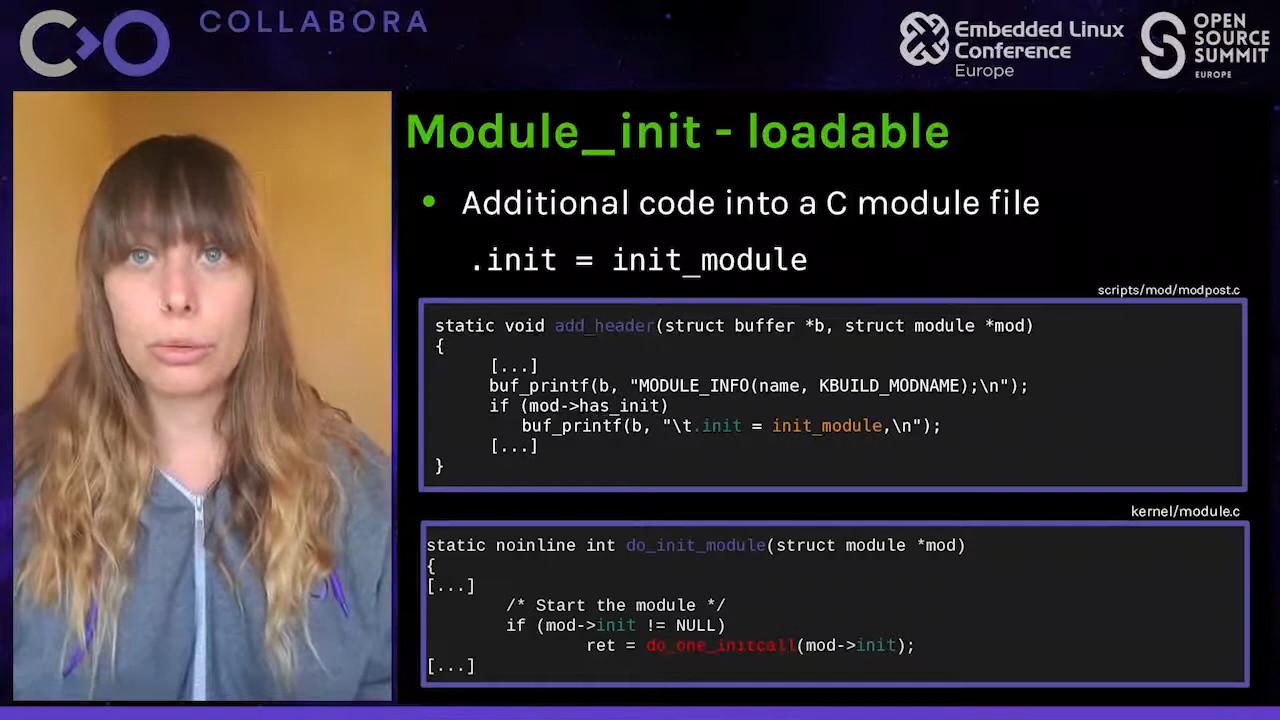 COLLABORA
Embedded Linux
Conference
Europe
OPEN
SOURCE
SUMMIT
EUROPE
Module_init - loadable
• Additional code into a C module file
.init = init_module
scripts/mod/modpost.c
static void add_header(struct buffer *b, struct module *mod)
{
[...]
buf_printf(b, "MODULE_INFO(name, KBUILD_MODNAME);\n");
if (mod->has_init)
buf_printf(b, "\t.init = init_module,\n");
[...]
}
kernel/module.c
static noinline int do_init_module(struct module *mod)
{
[...]
/* Start the module */
if (mod->init != NULL)
ret = do_one_initcall(mod->init);
[...]